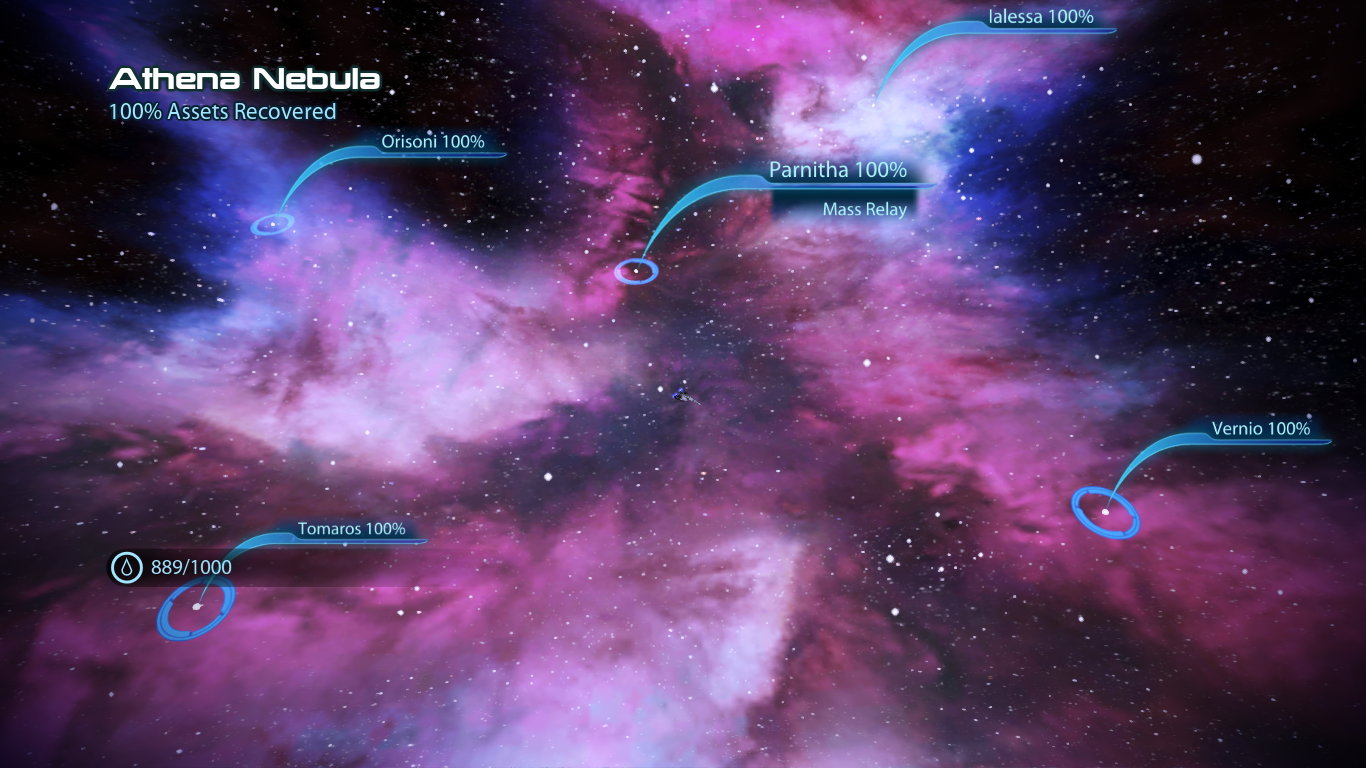 Ialessa 100%
Athena Nebula
100% Assets Recovered
Orisoni 100%
Parnitha 100%
Mass Relay
Vernio 100%
Tomaros 100%
889/1000